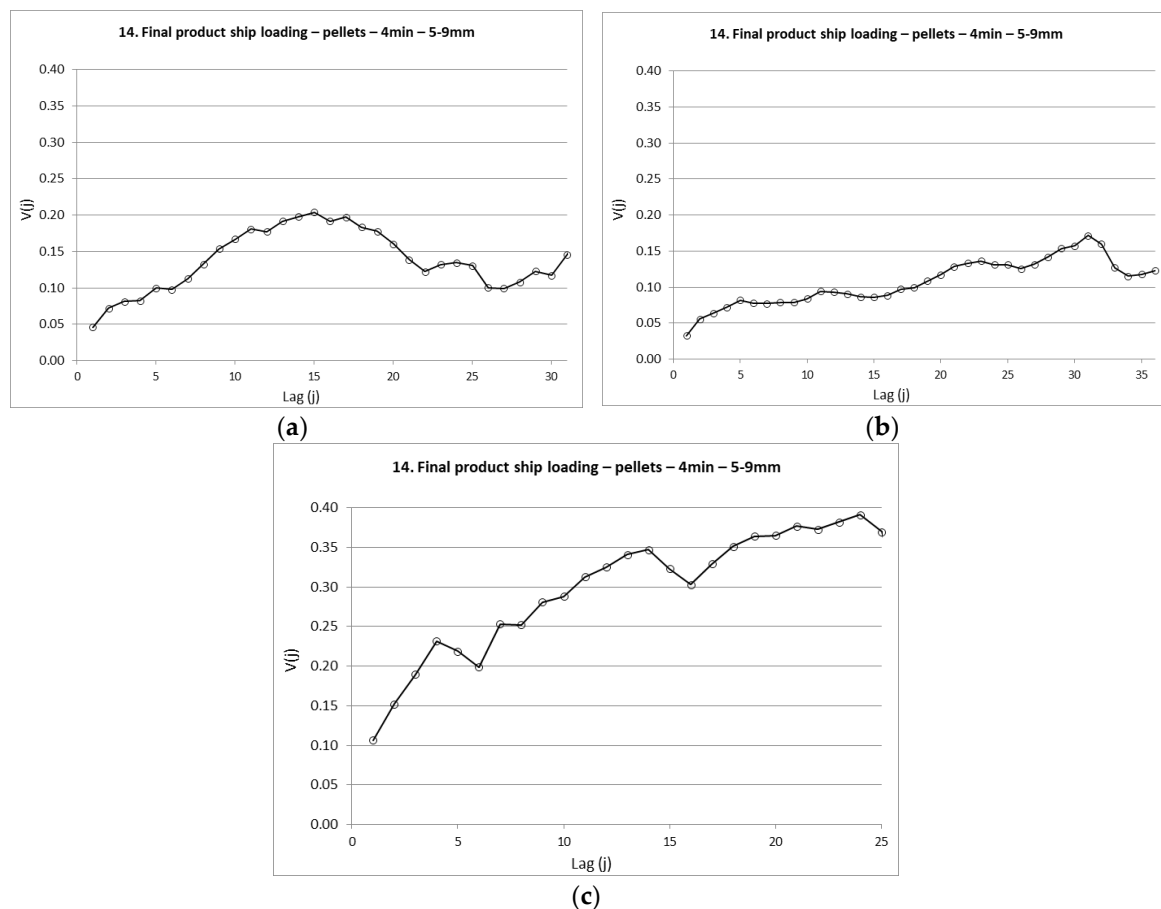 14. Final product ship loading – pellets – 4min – 5-9mm
0.40
0.35
0.30
0.25
0.20
0.15
0.10
0.05
0.00
V(j)
0 5 10 15 20 25 30
Lag (j)
(a)
14. Final product ship loading – pellets – 4min – 5-9mm
0.40
0.35
0.30
0.25
0.20
0.15
0.10
0.05
0.00
V(j)
0 5 10 15 20 25 30 35
Lag (j)
(b)
14. Final product ship loading – pellets – 4min – 5-9mm
0.40
0.35
0.30
0.25
0.20
0.15
0.10
0.05
0.00
V(j)
0 5 10 15 20 25
Lag (j)
(c)